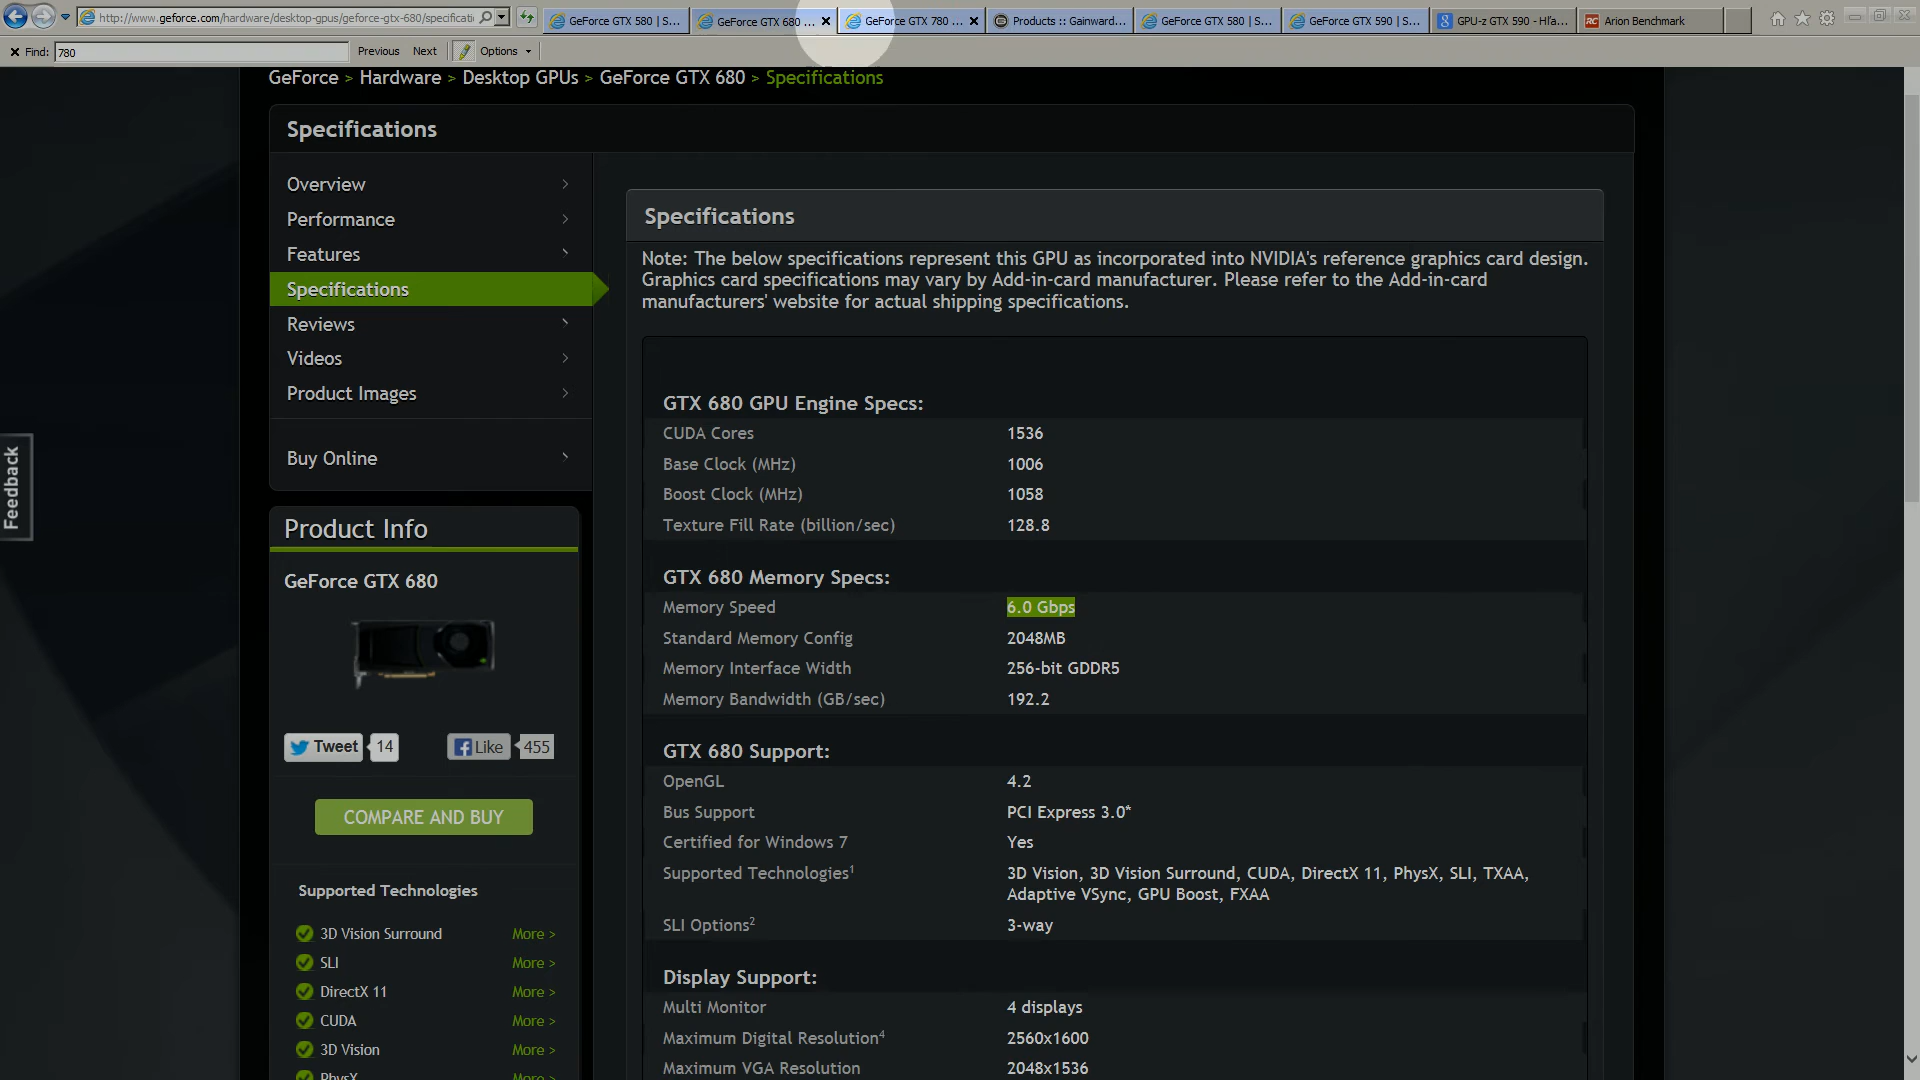 http://www.geforce.com/hardware/desktop-gpus/geforce-gtx-680/specificati
GeForce GTX 580 | S...
GeForce GTX 680 ...
GeForce GTX 780 ...
Products :: Gainward...
GeForce GTX 580 | S...
GeForce GTX 590 | S...
GPU-z GTX 590 - Hľa...
Arion Benchmark
Find: 780 Previous Next Options
GeForce > Hardware > Desktop GPUs > GeForce GTX 680 > Specifications
Specifications
Overview
Performance
Features
Specifications
Reviews
Videos
Product Images
Buy Online
Feedback
Product Info
GeForce GTX 680
Tweet 14 Like 455
COMPARE AND BUY
Supported Technologies
3D Vision Surround More >
SLI More >
DirectX 11 More >
CUDA More >
3D Vision More >
PhysX More >
Specifications
Note: The below specifications represent this GPU as incorporated into NVIDIA's reference graphics card design.
Graphics card specifications may vary by Add-in-card manufacturer. Please refer to the Add-in-card
manufacturers' website for actual shipping specifications.
GTX 680 GPU Engine Specs:
CUDA Cores 1536
Base Clock (MHz) 1006
Boost Clock (MHz) 1058
Texture Fill Rate (billion/sec) 128.8
GTX 680 Memory Specs:
Memory Speed 6.0 Gbps
Standard Memory Config 2048MB
Memory Interface Width 256-bit GDDR5
Memory Bandwidth (GB/sec) 192.2
GTX 680 Support:
OpenGL 4.2
Bus Support PCI Express 3.0*
Certified for Windows 7 Yes
Supported Technologies1 3D Vision, 3D Vision Surround, CUDA, DirectX 11, PhysX, SLI, TXAA,
Adaptive VSync, GPU Boost, FXAA
SLI Options2 3-way
Display Support:
Multi Monitor 4 displays
Maximum Digital Resolution4 2560x1600
Maximum VGA Resolution 2048x1536